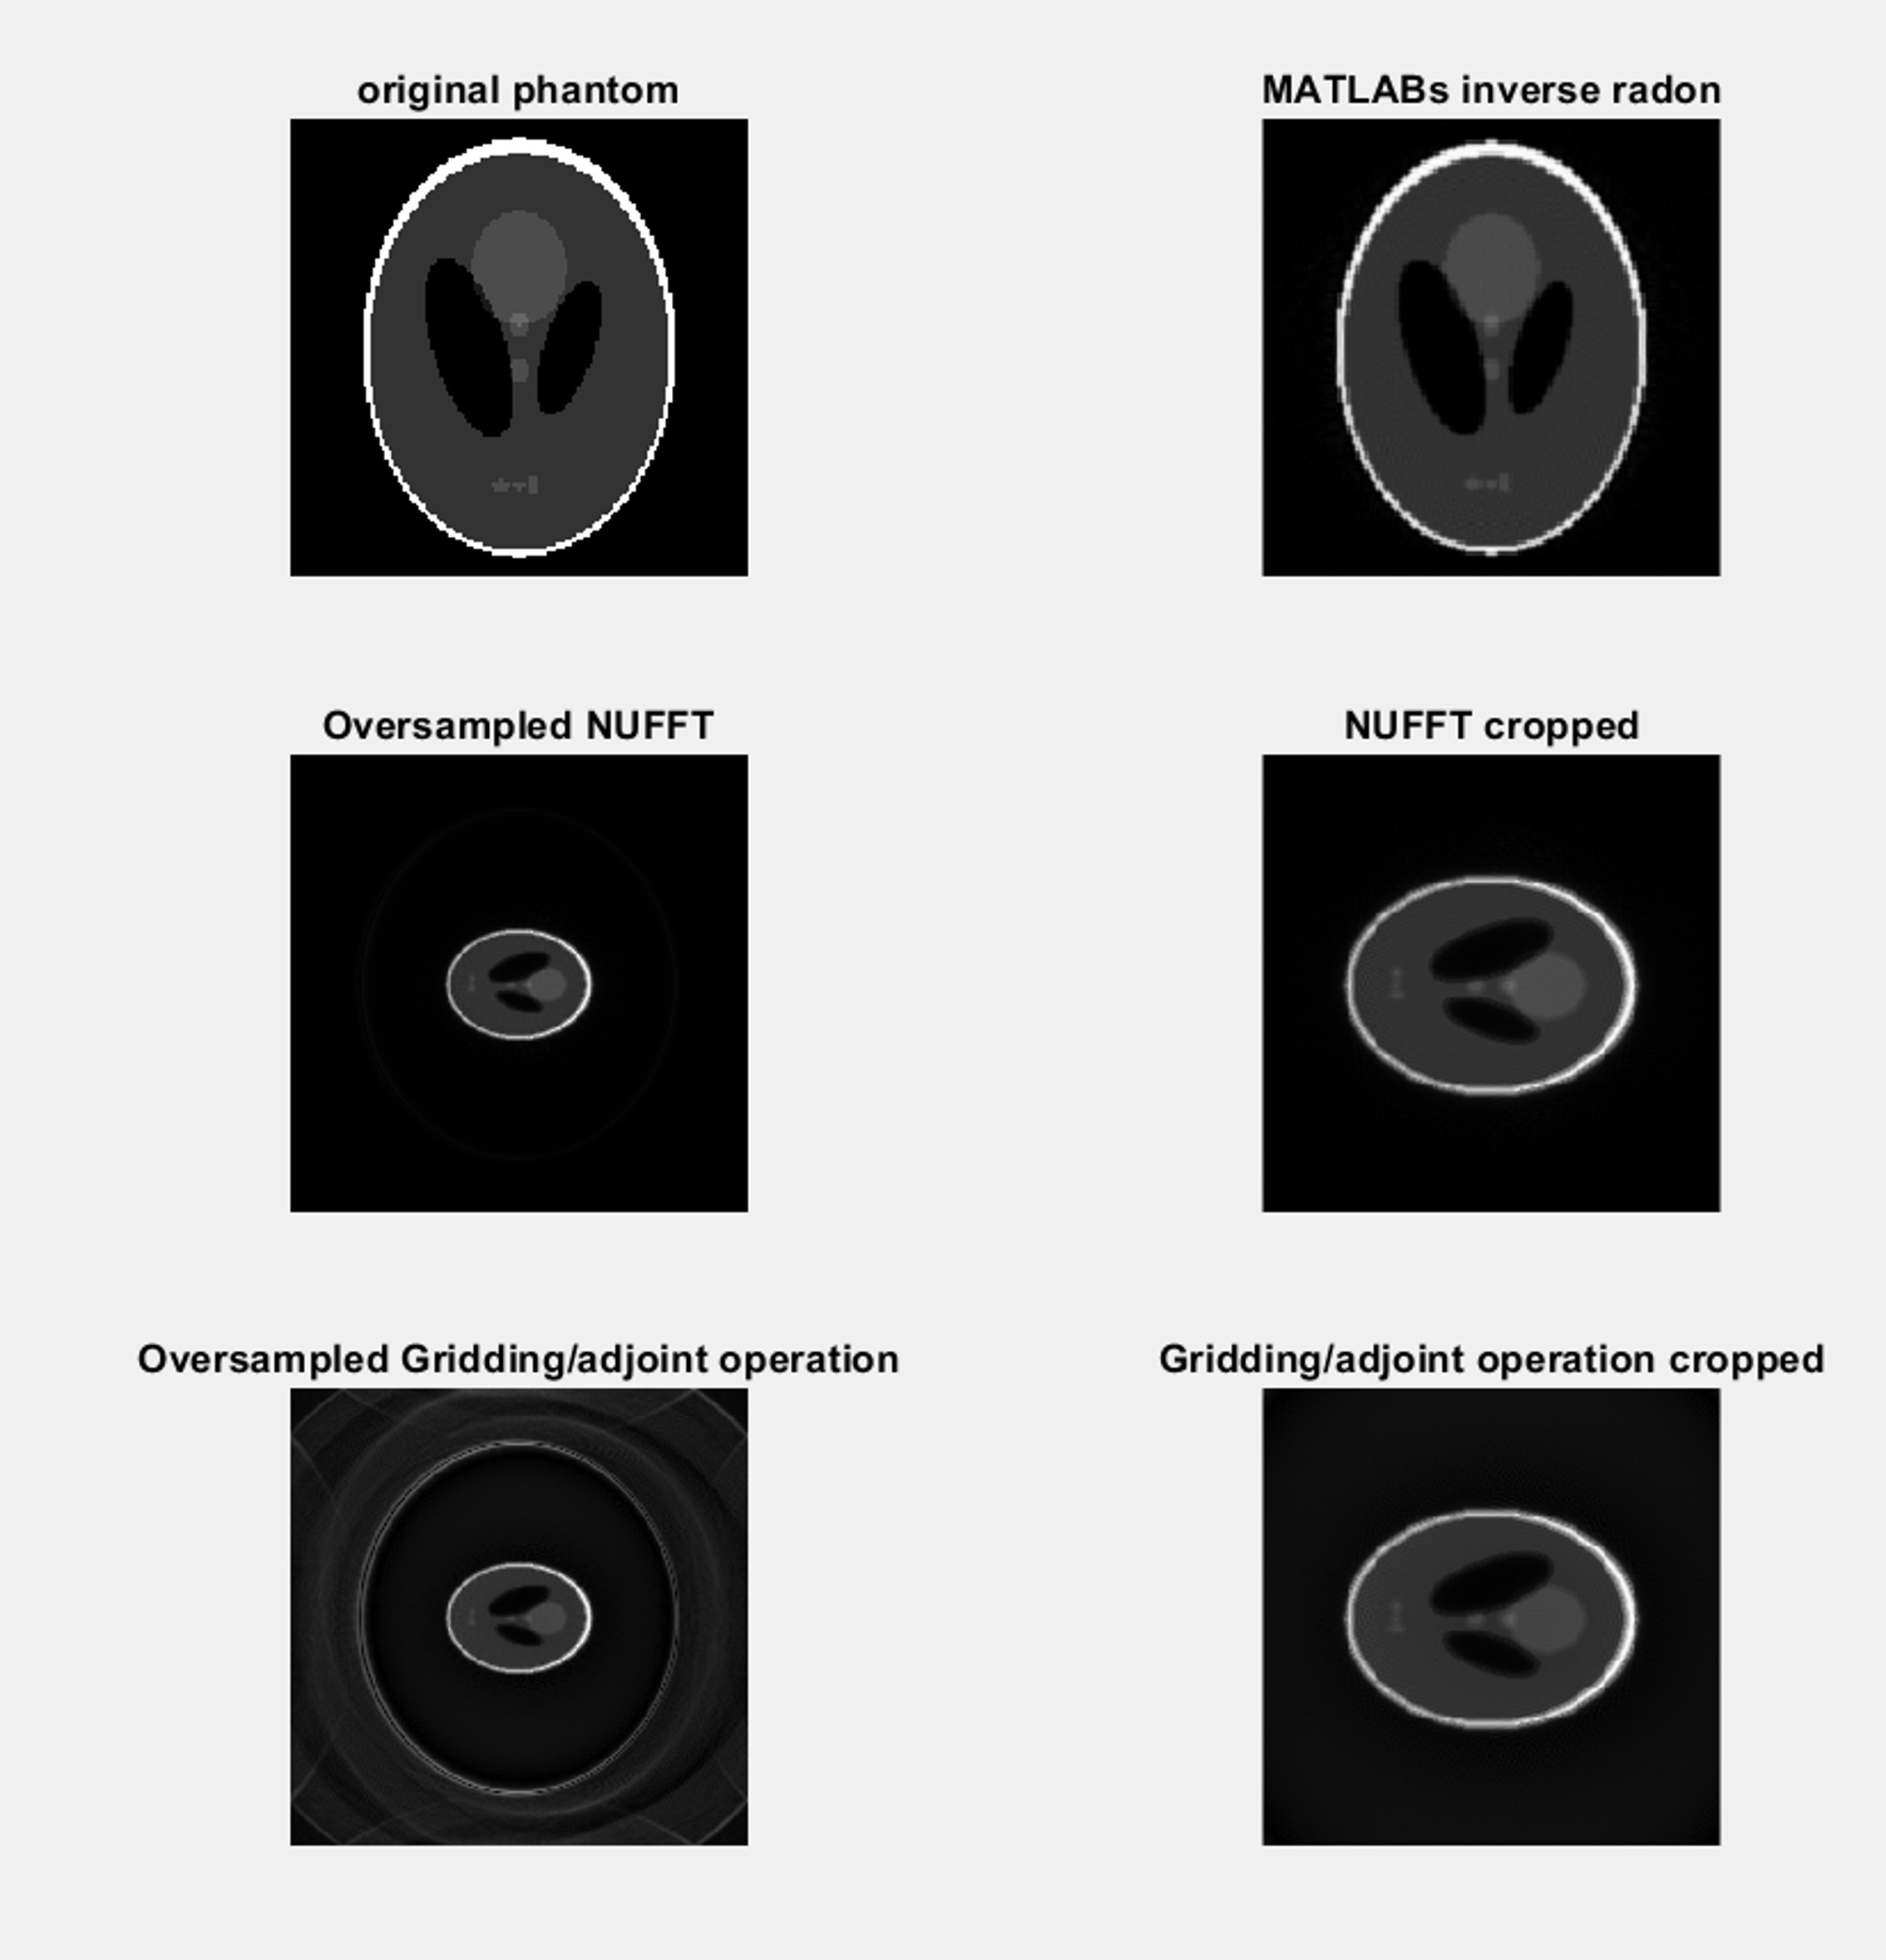 original phantom
MATLABs inverse radon
Oversampled NUFFT
NUFFT cropped
Oversampled Gridding/adjoint operation
Gridding/adjoint operation cropped